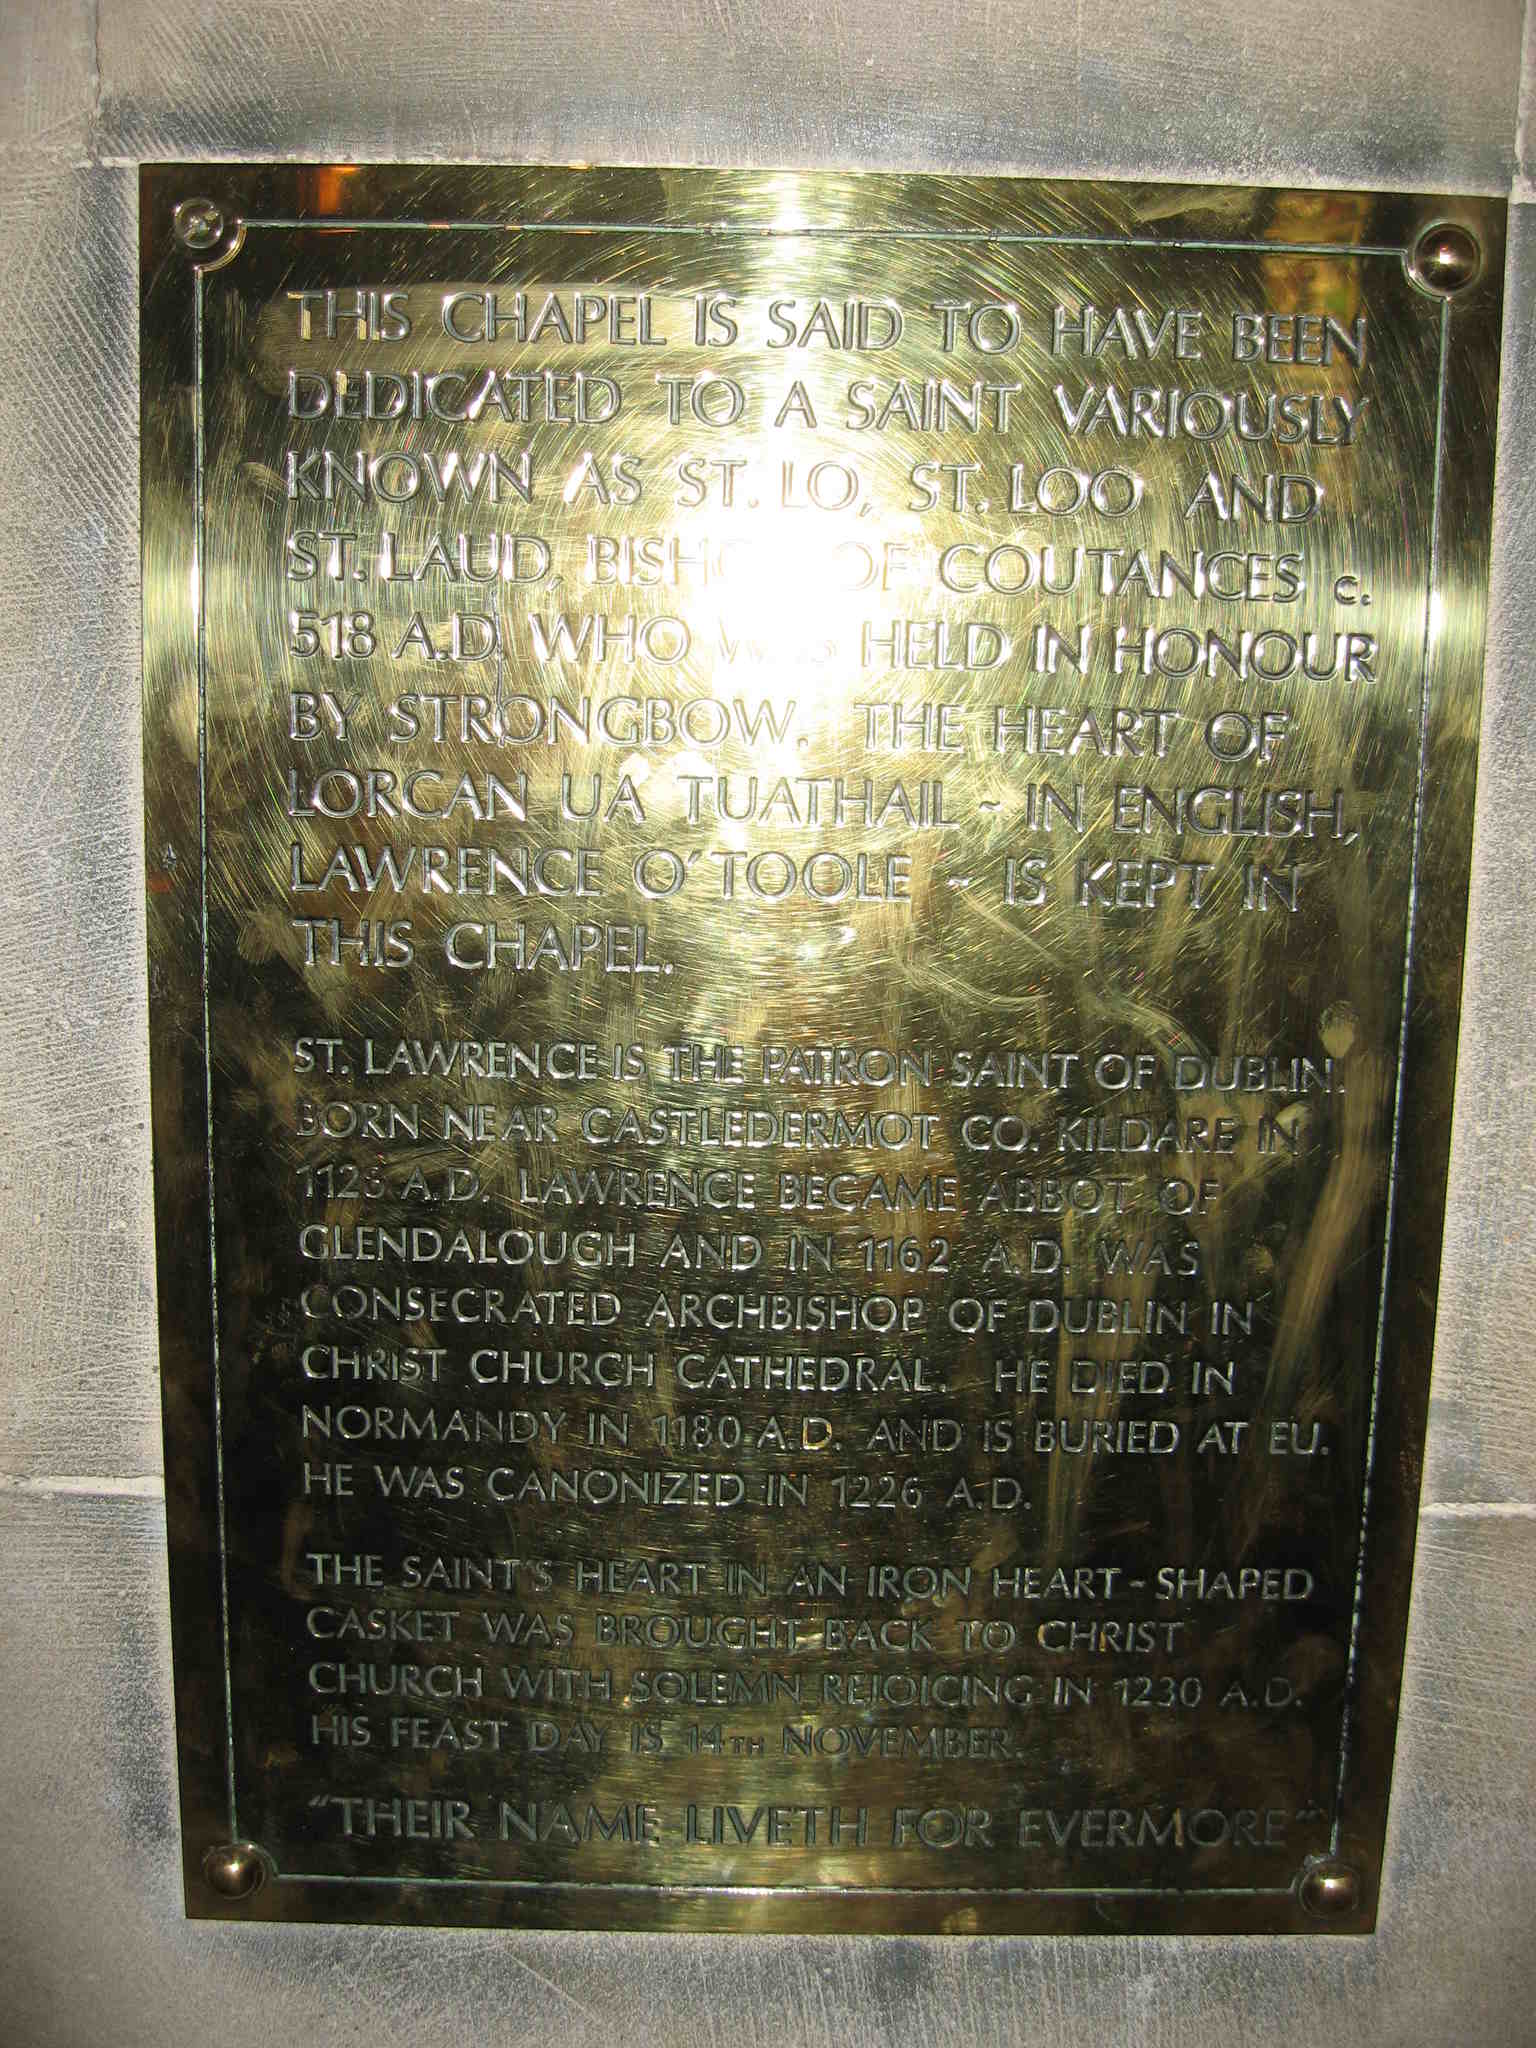 THIS CHAPEL IS SAID TO HAVE BEEN
DEDICATED TO A SAINT VARIOUSLY
KNOWN AS ST. LO, ST. LOO AND
ST. LAUD, BISHOP OF COUTANCES c.
518 A.D. WHO WAS HELD IN HONOUR
BY STRONGBOW. THE HEART OF
LORCAN UA TUATHAIL ~ IN ENGLISH,
LAWRENCE O'TOOLE ~ IS KEPT IN
THIS CHAPEL.
ST. LAWRENCE IS THE PATRON SAINT OF DUBLIN.
BORN NEAR CASTLEDERMOT CO. KILDARE IN
A.D. LAWRENCE BECAME ABBOT OF
GLENDALOUGH AND IN 1162 A.D. WAS
CONSECRATED ARCHBISHOP OF DUBLIN IN
CHRIST CHURCH CATHEDRAL. HE DIED IN
NORMANDY IN 1180 A.D. AND IS BURIED AT EU.
HE WAS CANONIZED IN 1226 A.D.
THE SAINT'S HEART IN AN IRON HEART-SHAPED
CASKET WAS BROUGHT BACK TO CHRIST
CHURCH WITH SOLEMN REJOICING IN 1230 A.D.
HIS FEAST DAY IS 14TH NOVEMBER.
"THEIR NAME LIVETH FOR EVERMORE"